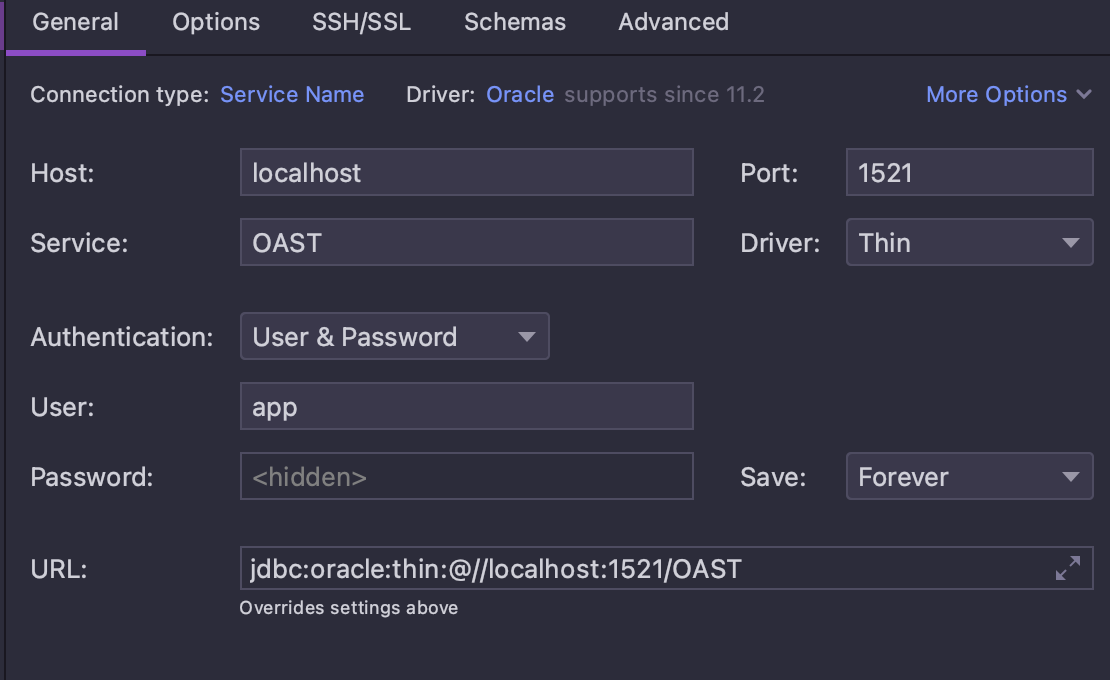 General Options SSH/SSL Schemas Advanced
Connection type: Service Name Driver: Oracle supports since 11.2 More Options
Host: localhost Port: 1521
Service: OAST Driver: Thin
Authentication: User & Password
User: app
Password: <hidden> Save: Forever
URL: jdbc:oracle:thin:@//localhost:1521/OAST
Overrides settings above